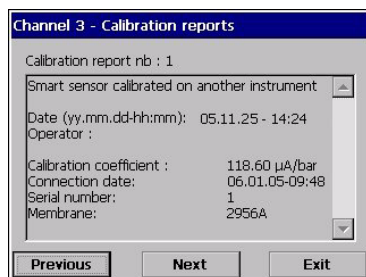 Channel 3 - Calibration reports
Calibration report nb : 1
Smart sensor calibrated on another instrument
Date (yy.mm.dd-hh:mm): 05.11.25 - 14:24
Operator :
Calibration coefficient : 118.60 µA/bar
Connection date: 06.01.05-09:48
Serial number: 1
Membrane: 2956A
Previous Next Exit